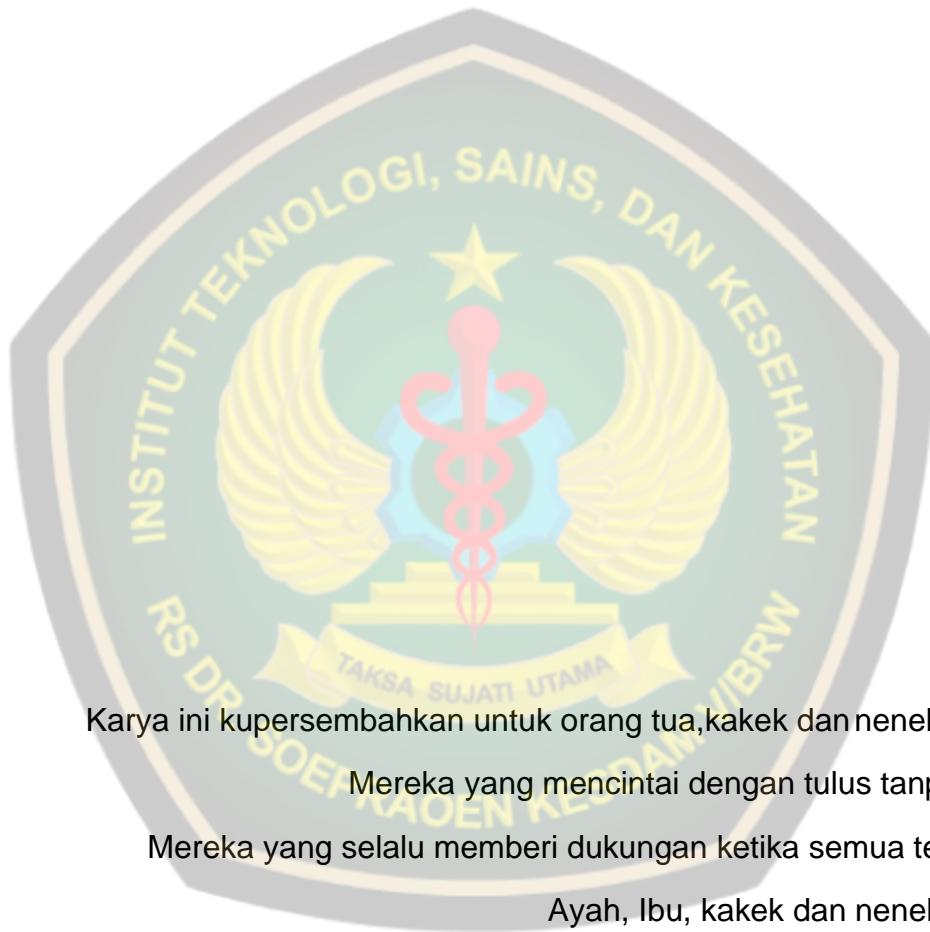 INSTITUT TEKNOLOGI, SAINS, DAN KESEHATAN
RS DR. SOEPRAOEN KESDAM V/BRW
TAKSA SUJATI UTAMA
Karya ini kupersembahkan untuk orang tua,kakek dan
Mereka yang mencintai dengan tulus
Mereka yang selalu memberi dukungan ketika semua
Ayah, Ibu, kakek dan